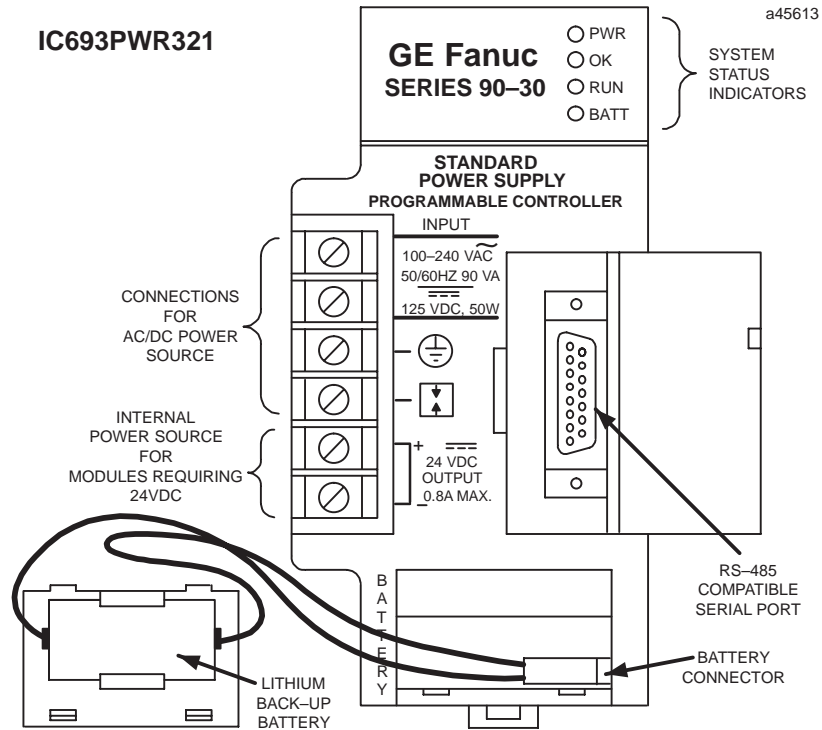 a45613
IC693PWR321
GE Fanuc
SERIES 90–30
PWR
OK
RUN
BATT
SYSTEM
STATUS
INDICATORS
STANDARD
POWER SUPPLY
PROGRAMMABLE CONTROLLER
INPUT
100–240 VAC
50/60HZ 90 VA
125 VDC, 50W
CONNECTIONS
FOR
AC/DC POWER
SOURCE
INTERNAL
POWER SOURCE
FOR
MODULES REQUIRING
24VDC
+
24 VDC
OUTPUT
0.8A MAX.
–
RS–485
COMPATIBLE
SERIAL PORT
BATTERY
BATTERY
CONNECTOR
LITHIUM
BACK–UP
BATTERY